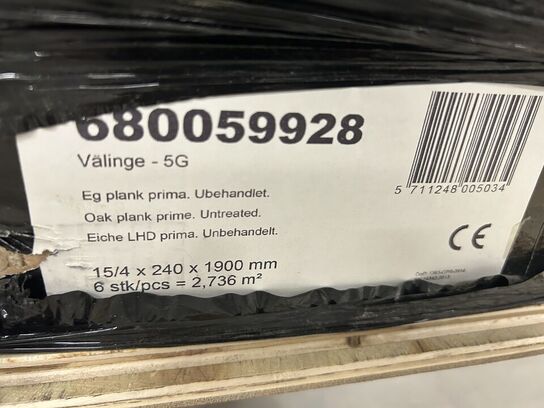 680059928
Välinge - 5G
Eg plank prima. Ubehandlet.
Oak plank prime. Untreated.
Eiche LHD prima. Unbehandelt.
15/4 x 240 x 1900 mm
6 stk/pcs = 2,736 m²
5 711248 005034
CE